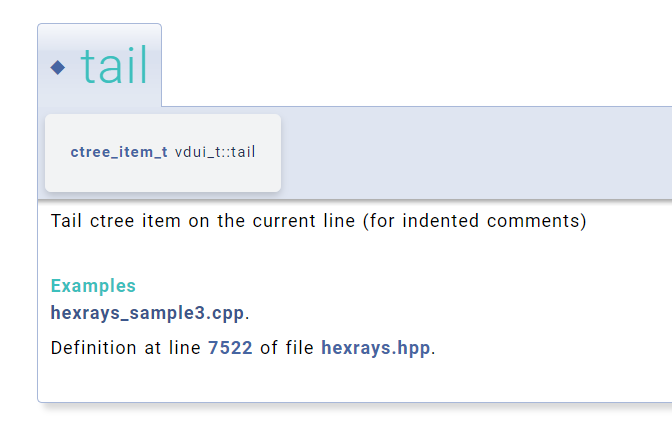 ◆ tail
ctree_item_t vdui_t::tail
Tail ctree item on the current line (for indented comments)
Examples
hexrays_sample3.cpp.
Definition at line 7522 of file hexrays.hpp.